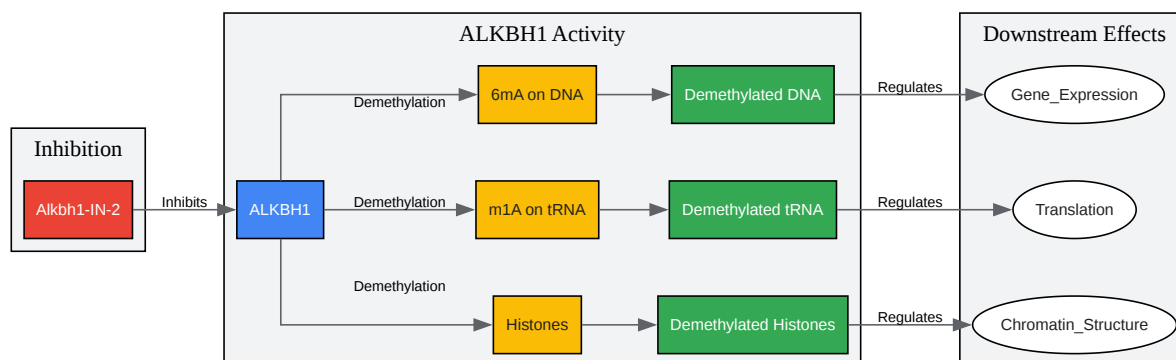 ALKBH1 Activity
Downstream Effects
6mA on DNA
Demethylated DNA
Regulates
Gene_Expression
Demethylation
Inhibition
Alkbh1-IN-2
Inhibits
ALKBH1
Demethylation
m1A on tRNA
Demethylated tRNA
Regulates
Translation
Demethylation
Histones
Demethylated Histones
Regulates
Chromatin_Structure